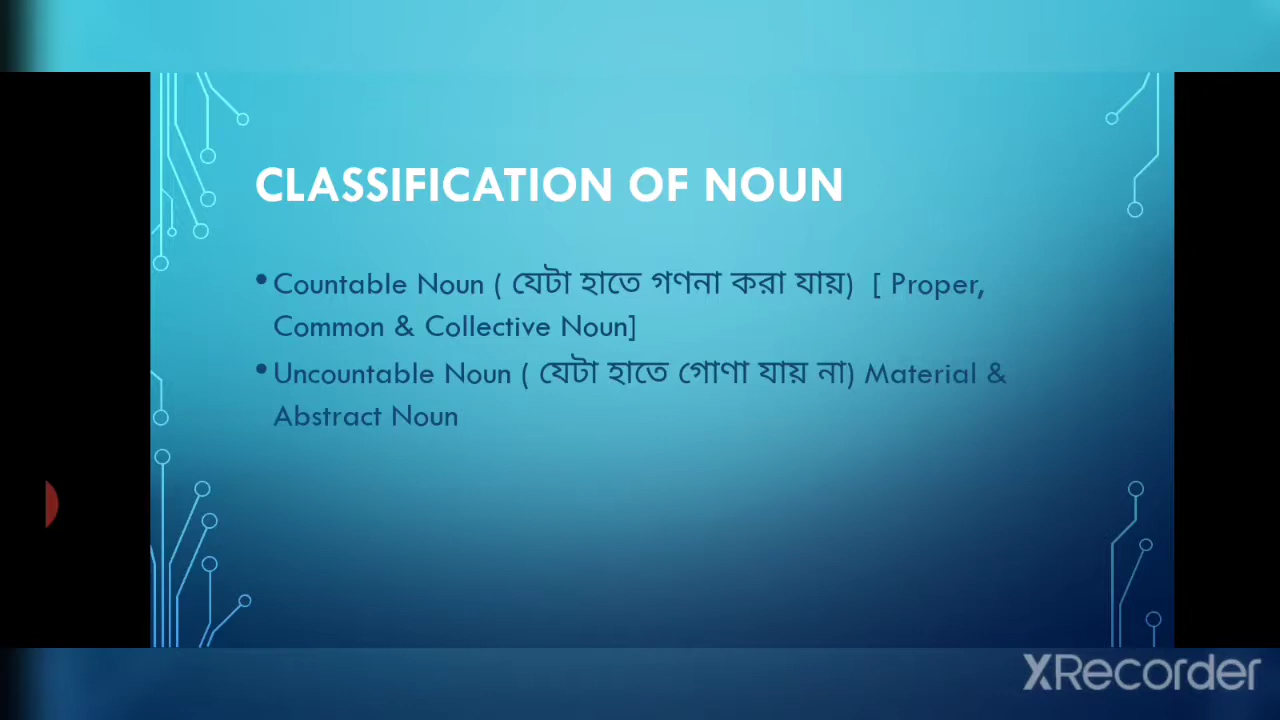 CLASSIFICATION OF NOUN
• Countable Noun ( যেটা হাতে গণনা করা যায়) [ Proper,
Common & Collective Noun]
• Uncountable Noun ( যেটা হাতে গোণা যায় না) Material &
Abstract Noun
XRecorder